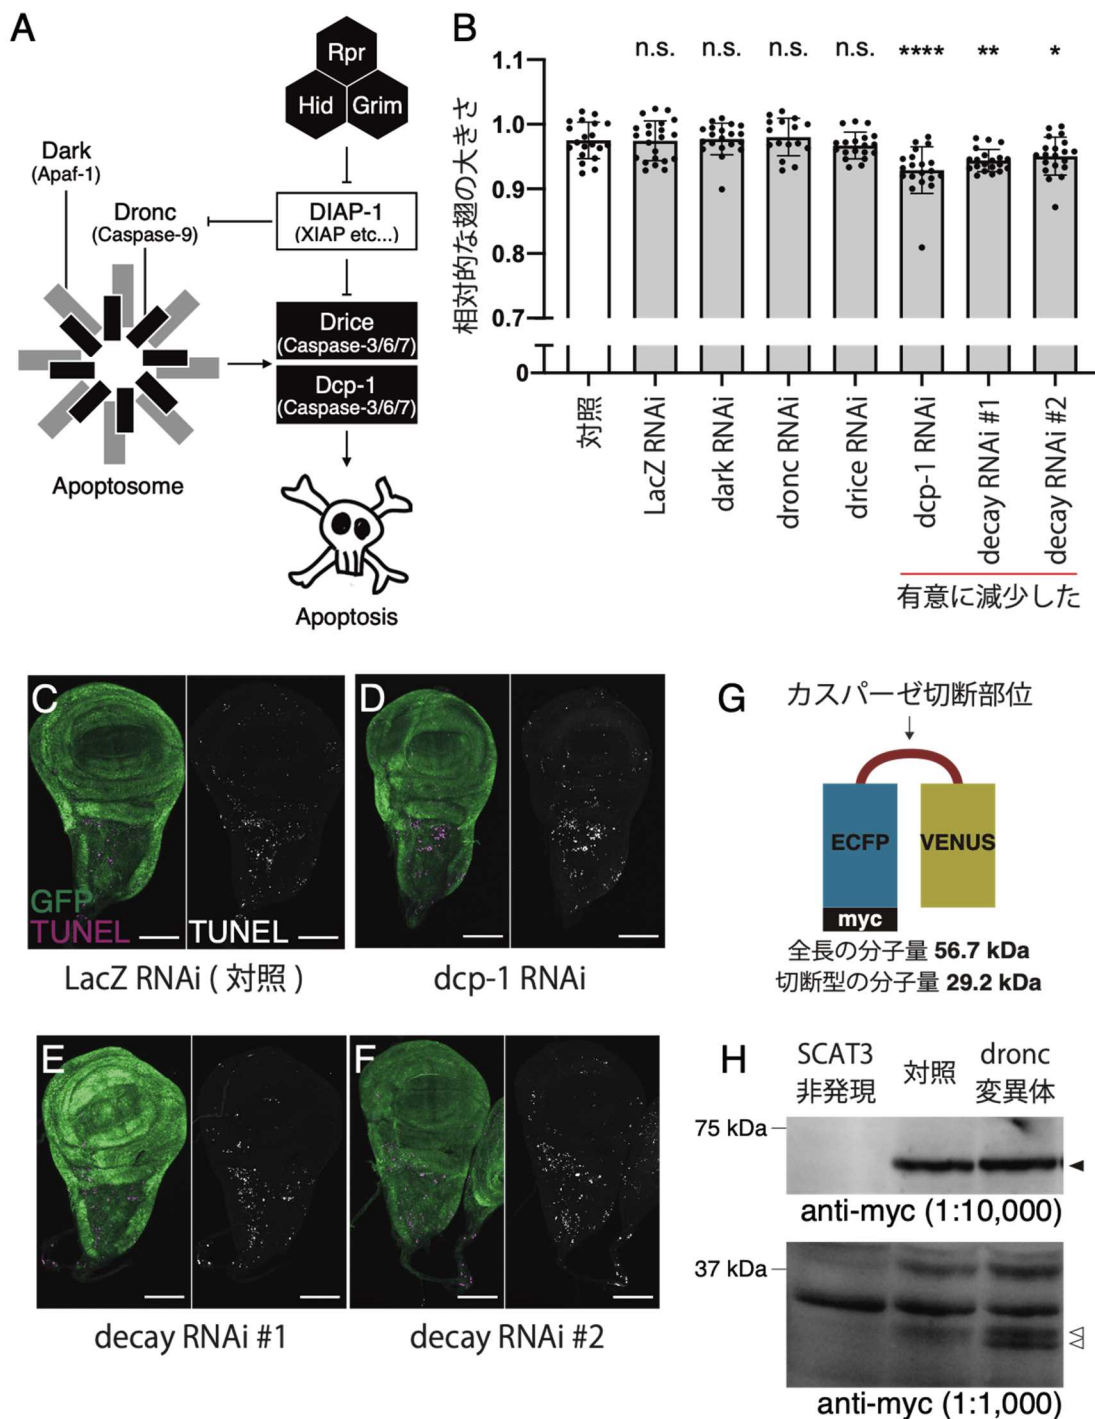 A
Rpr
Hid
Grim
Dark
(Apaf-1)
Dronc
(Caspase-9)
DIAP-1
(XIAP etc...)
Drice
(Caspase-3/6/7)
Dcp-1
(Caspase-3/6/7)
Apoptosome
Apoptosis
B
相対的な翅の大きさ
1.1
1.0
0.9
0.8
0.7
0
n.s.
n.s.
n.s.
n.s.
****
**
*
対照
LacZ RNAi
dark RNAi
dronc RNAi
drice RNAi
dcp-1 RNAi
decay RNAi #1
decay RNAi #2
有意に減少した
C
GFP
TUNEL
TUNEL
LacZ RNAi ( 対照 )
D
dcp-1 RNAi
E
decay RNAi #1
F
decay RNAi #2
G
カスパーゼ切断部位
ECFP
VENUS
myc
全長の分子量 56.7 kDa
切断型の分子量 29.2 kDa
H
SCAT3
非発現
対照
dronc
変異体
75 kDa
anti-myc (1:10,000)
37 kDa
anti-myc (1:1,000)